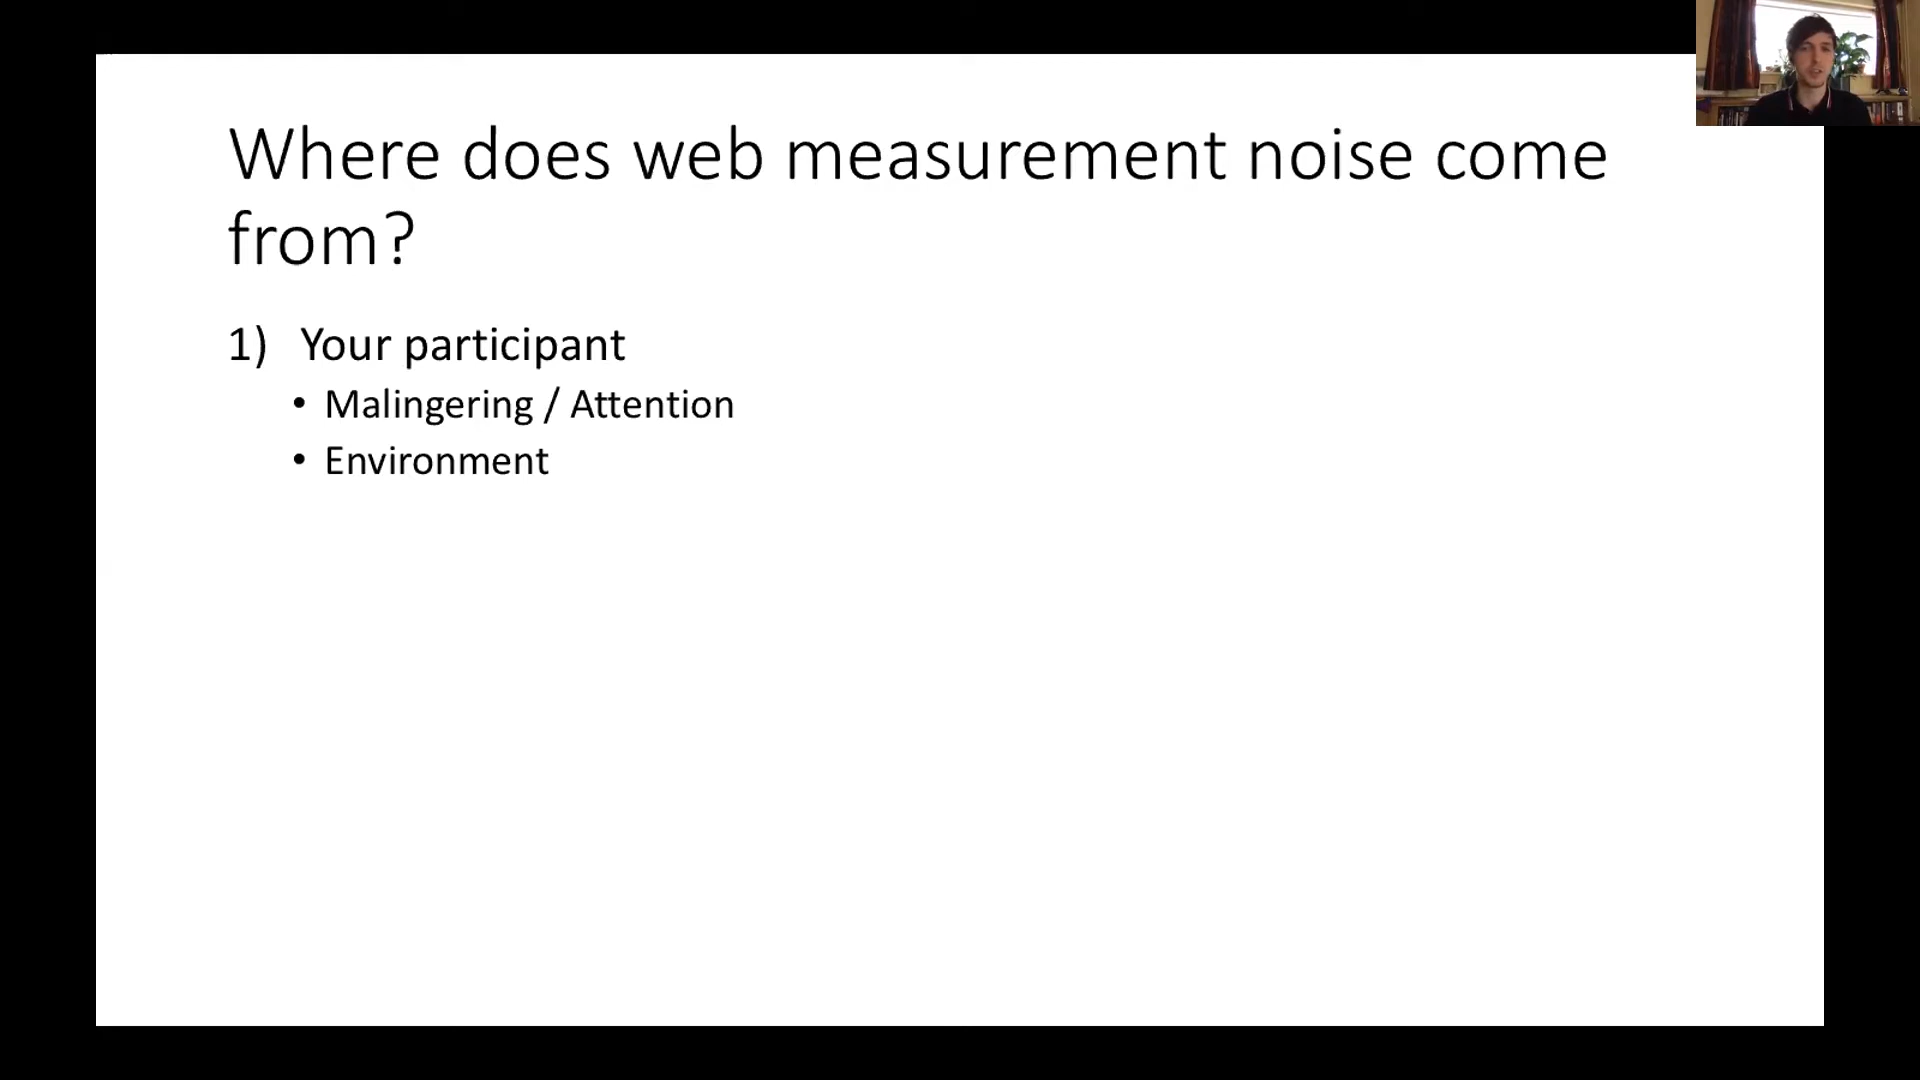 Where does web measurement noise come
from?
1) Your participant
• Malingering / Attention
• Environment